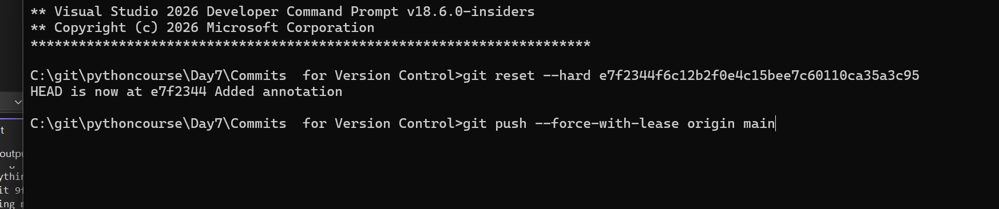 ** Visual Studio 2026 Developer Command Prompt v18.6.0-insiders
** Copyright (c) 2026 Microsoft Corporation
**********************************************************************
C:\git\pythoncourse\Day7\Commits  for Version Control>git reset --hard e7f2344f6c12b2f0e4c15bee7c60110ca35a3c95
HEAD is now at e7f2344 Added annotation
C:\git\pythoncourse\Day7\Commits  for Version Control>git push --force-with-lease origin main